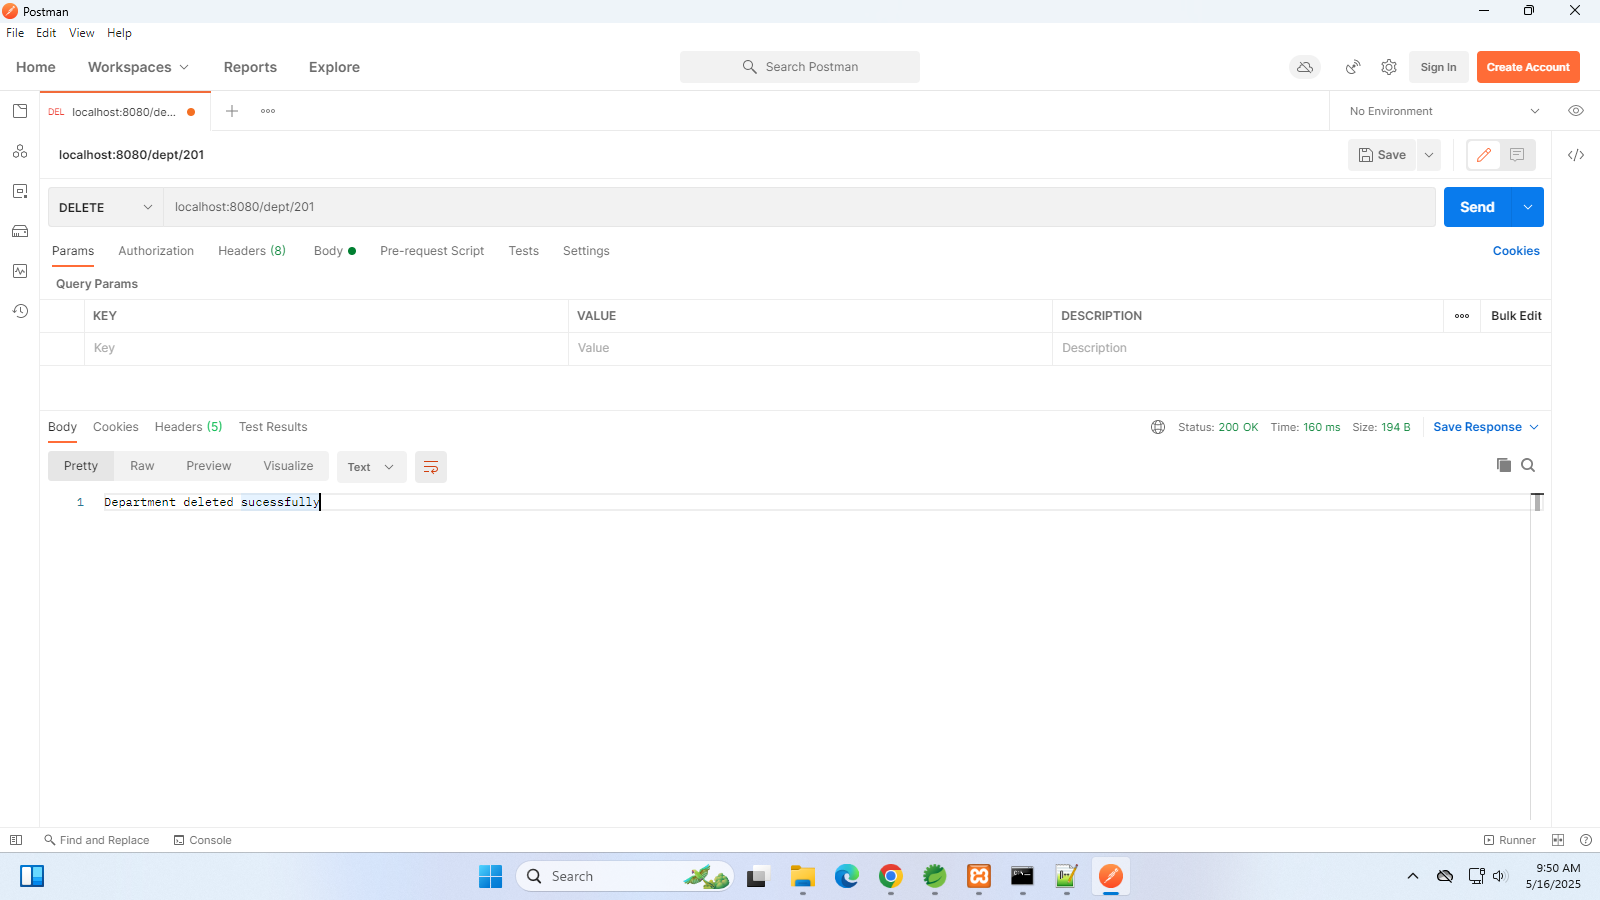 Postman
File Edit View Help
Home Workspaces Reports Explore Search Postman Sign In Create Account
DEL localhost:8080/de... No Environment
localhost:8080/dept/201 Save
DELETE localhost:8080/dept/201 Send
Params Authorization Headers (8) Body Pre-request Script Tests Settings Cookies
Query Params
KEY VALUE DESCRIPTION Bulk Edit
Key Value Description
Body Cookies Headers (5) Test Results Status: 200 OK Time: 160 ms Size: 194 B Save Response
Pretty Raw Preview Visualize Text
1 Department deleted sucessfully
Find and Replace Console Runner
Search 9:50 AM
5/16/2025